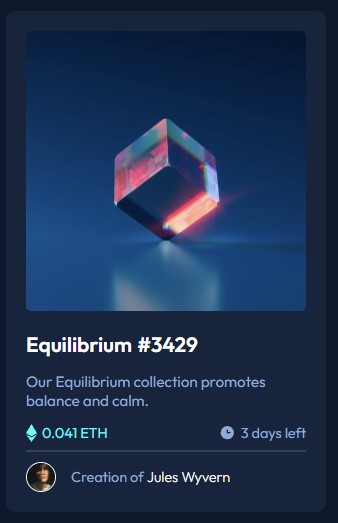 Equilibrium #3429
Our Equilibrium collection promotes
balance and calm.
0.041 ETH 3 days left
Creation of Jules Wyvern